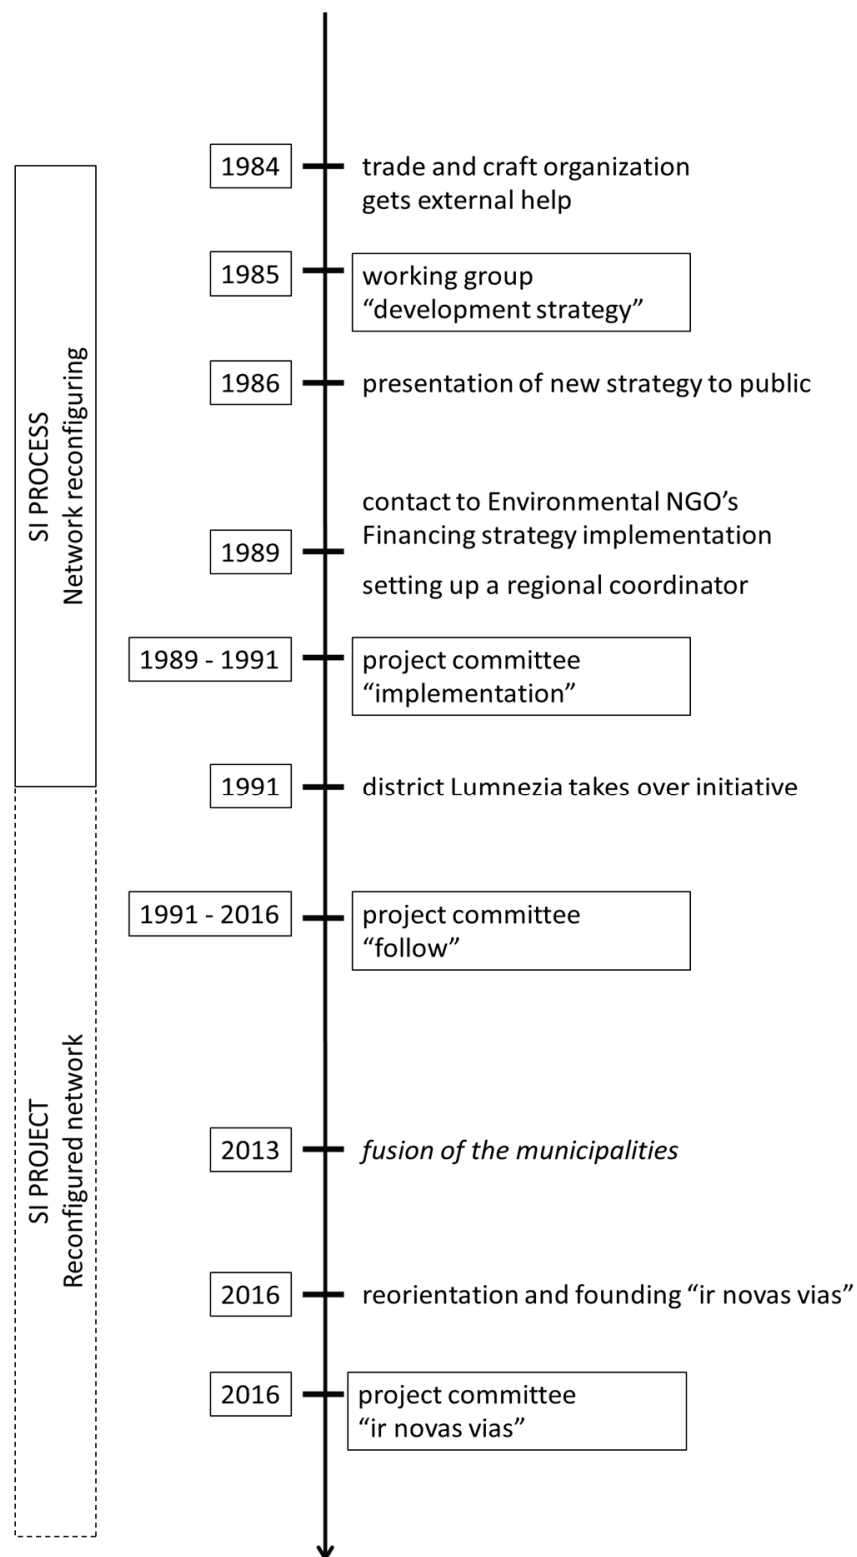 SI PROCESS
Network reconfiguring
SI PROJECT
Reconfigured network
1984
trade and craft organization
gets external help
1985
working group
“development strategy”
1986
presentation of new strategy to public
1989
contact to Environmental NGO’s
Financing strategy implementation
setting up a regional coordinator
1989 - 1991
project committee
“implementation”
1991
district Lumnezia takes over initiative
1991 - 2016
project committee
“follow”
2013
fusion of the municipalities
2016
reorientation and founding “ir novas vias”
2016
project committee
“ir novas vias”